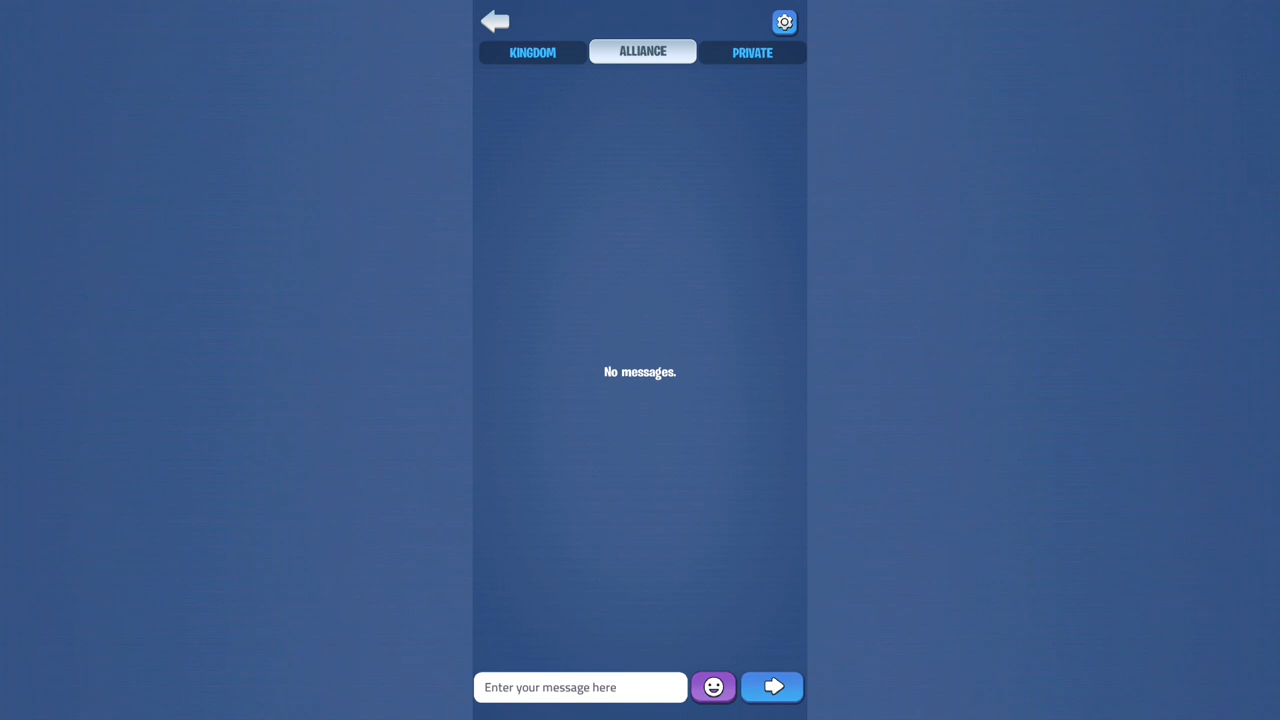 KINGDOM
ALLIANCE
PRIVATE
No messages.
Enter your message here